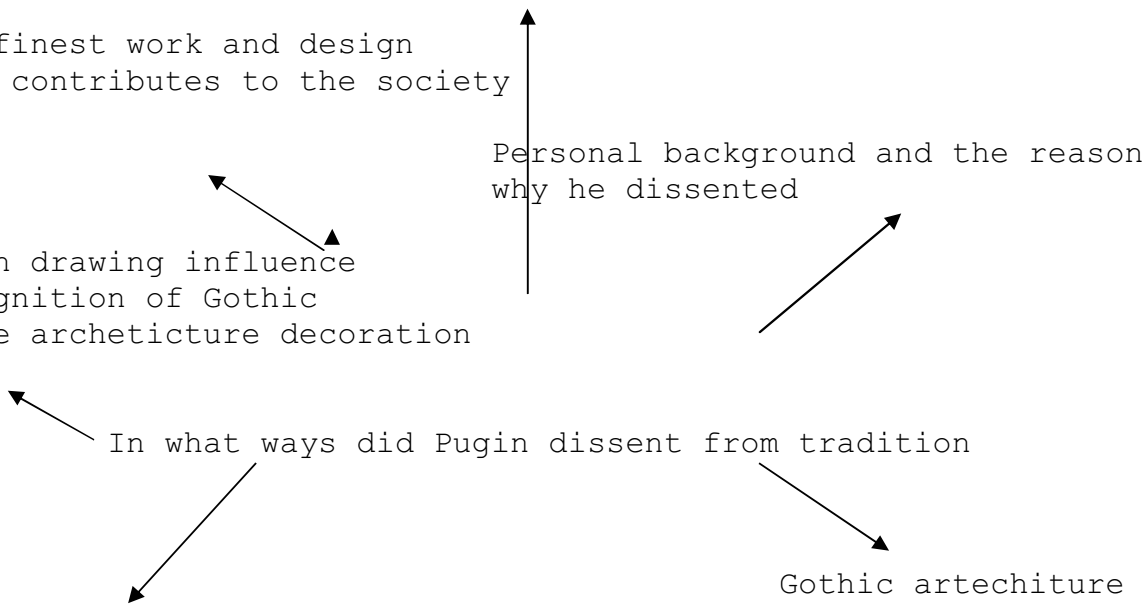 finest work and design
contributes to the society
Personal background and the reason
why he dissented
drawing influence
of Gothic
archeticture decoration
In what ways did Pugin dissent from tradition
Gothic artechiture